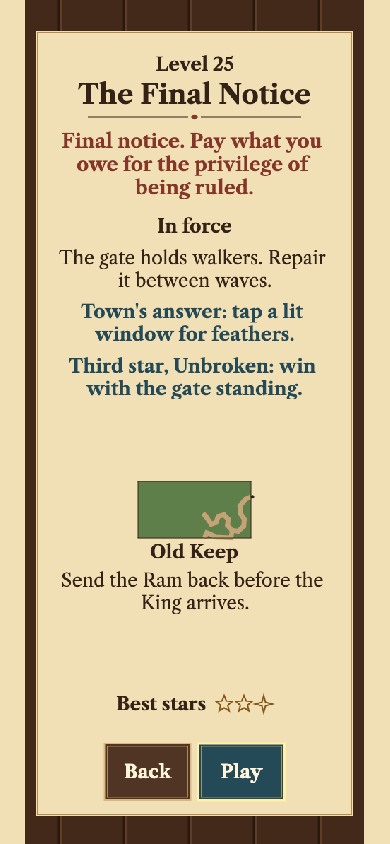 Level 25
The Final Notice
Final notice. Pay what you
owe for the privilege of
being ruled.
In force
The gate holds walkers. Repair
it between waves.
Town's answer: tap a lit
window for feathers.
Third star, Unbroken: win
with the gate standing.
Old Keep
Send the Ram back before the
King arrives.
Best stars
Back
Play